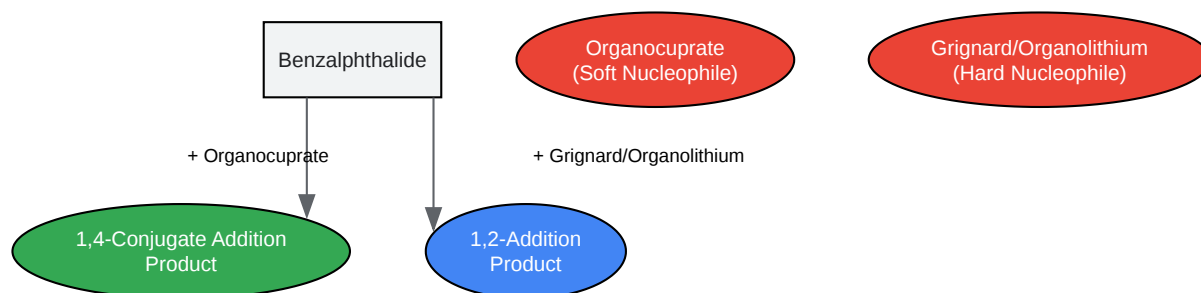 Benzalphthalide
Organocuprate
(Soft Nucleophile)
Grignard/Organolithium
(Hard Nucleophile)
+ Organocuprate
+ Grignard/Organolithium
1,4-Conjugate Addition
Product
1,2-Addition
Product